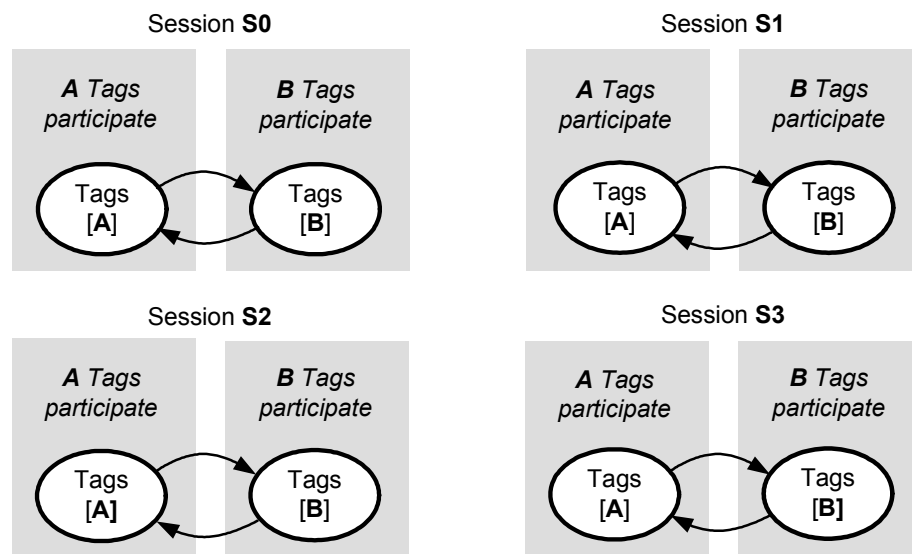 Session S0
A Tags
participate
B Tags
participate
Tags
[A]
Tags
[B]
Session S1
A Tags
participate
B Tags
participate
Tags
[A]
Tags
[B]
Session S2
A Tags
participate
B Tags
participate
Tags
[A]
Tags
[B]
Session S3
A Tags
participate
B Tags
participate
Tags
[A]
Tags
[B]